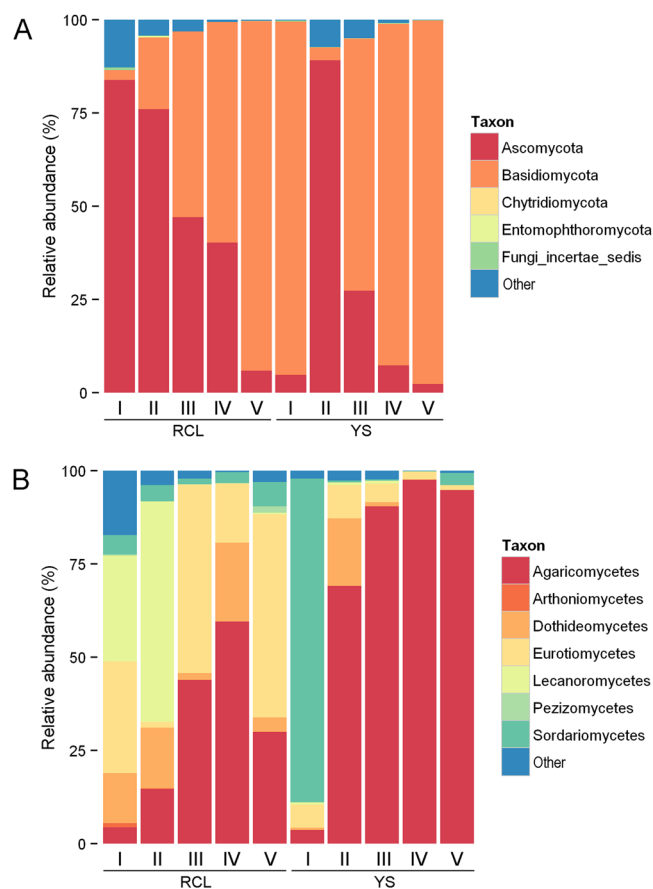 A
100
75
50
25
0
Relative abundance (%)
I II III IV V I II III IV V
RCL YS
Taxon
Ascomycota
Basidiomycota
Chytridiomycota
Entomophthoromycota
Fungi_incertae_sedis
Other
B
100
75
50
25
0
Relative abundance (%)
I II III IV V I II III IV V
RCL YS
Taxon
Agaricomycetes
Arthoniomycetes
Dothideomycetes
Eurotiomycetes
Lecanoromycetes
Pezizomycetes
Sordariomycetes
Other